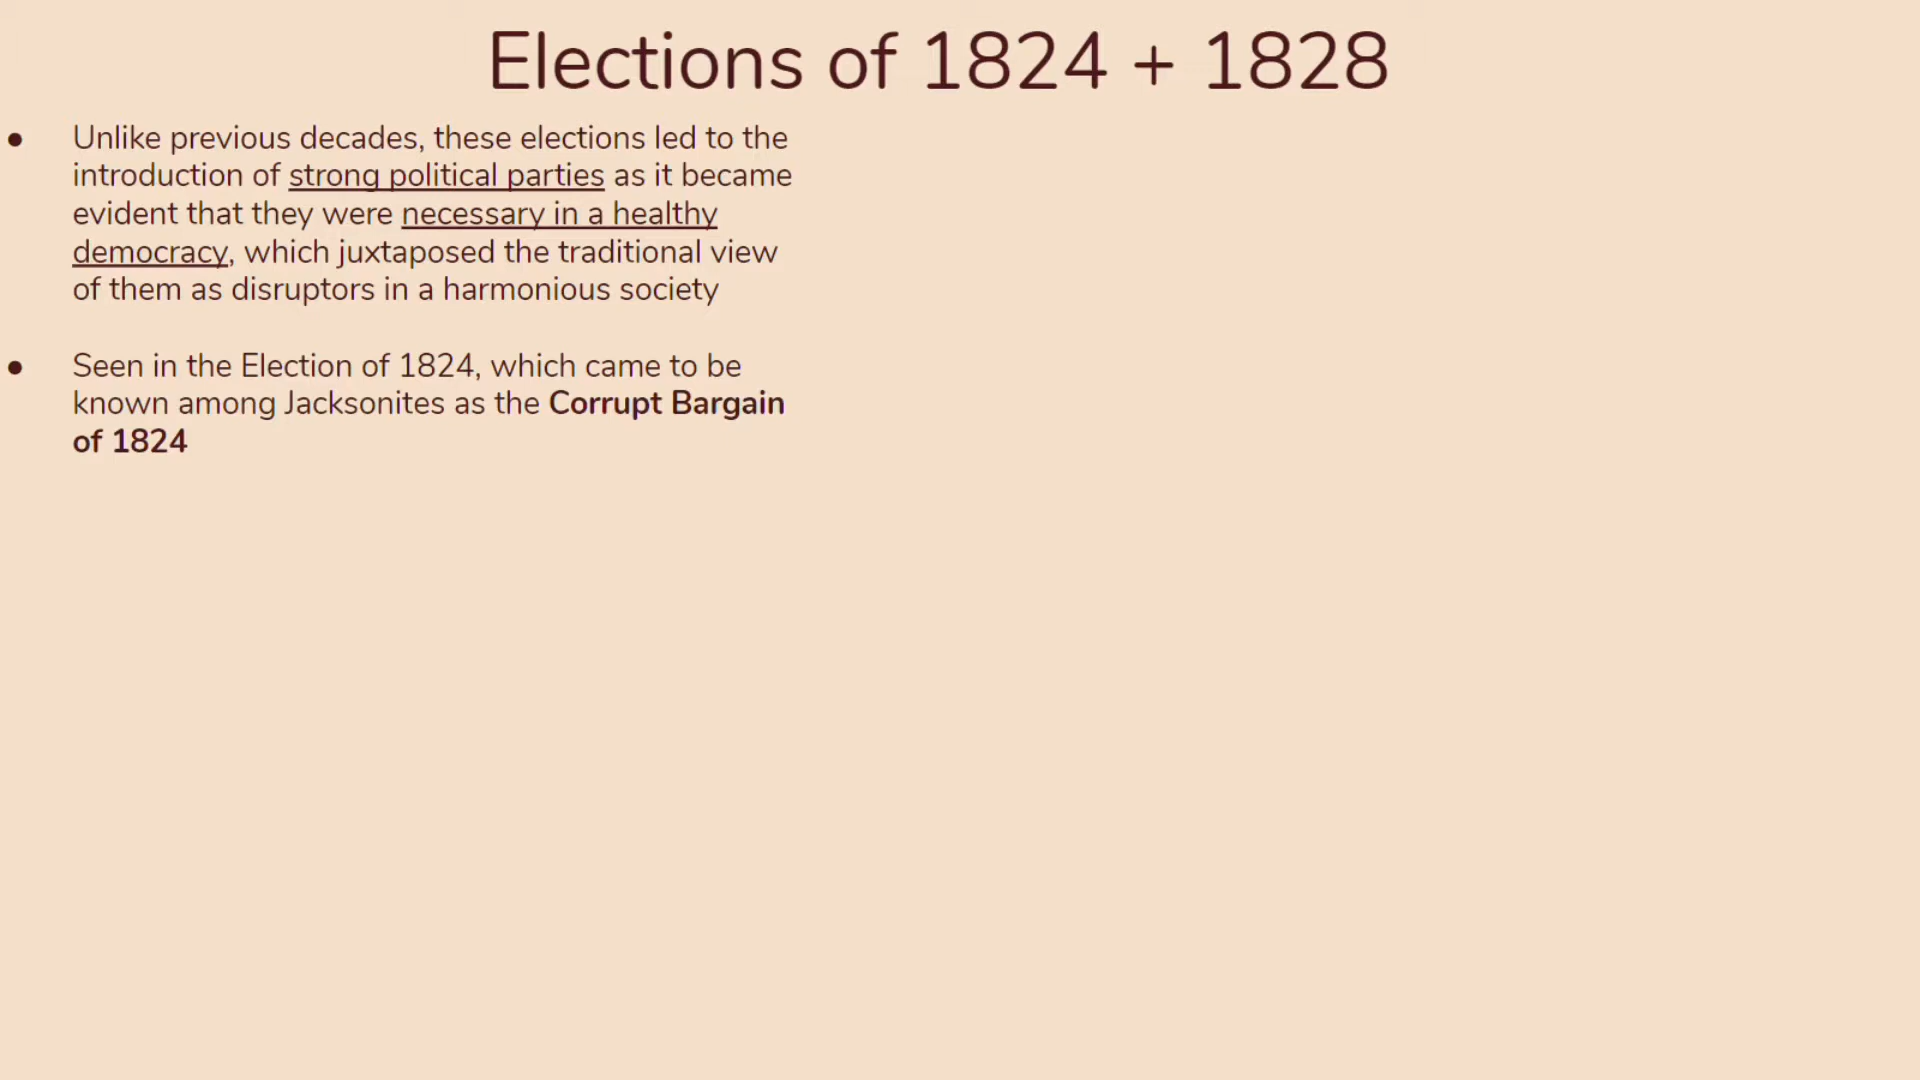 Elections of 1824 + 1828
● Unlike previous decades, these elections led to the
introduction of strong political parties as it became
evident that they were necessary in a healthy
democracy, which juxtaposed the traditional view
of them as disruptors in a harmonious society
● Seen in the Election of 1824, which came to be
known among Jacksonites as the Corrupt Bargain
of 1824